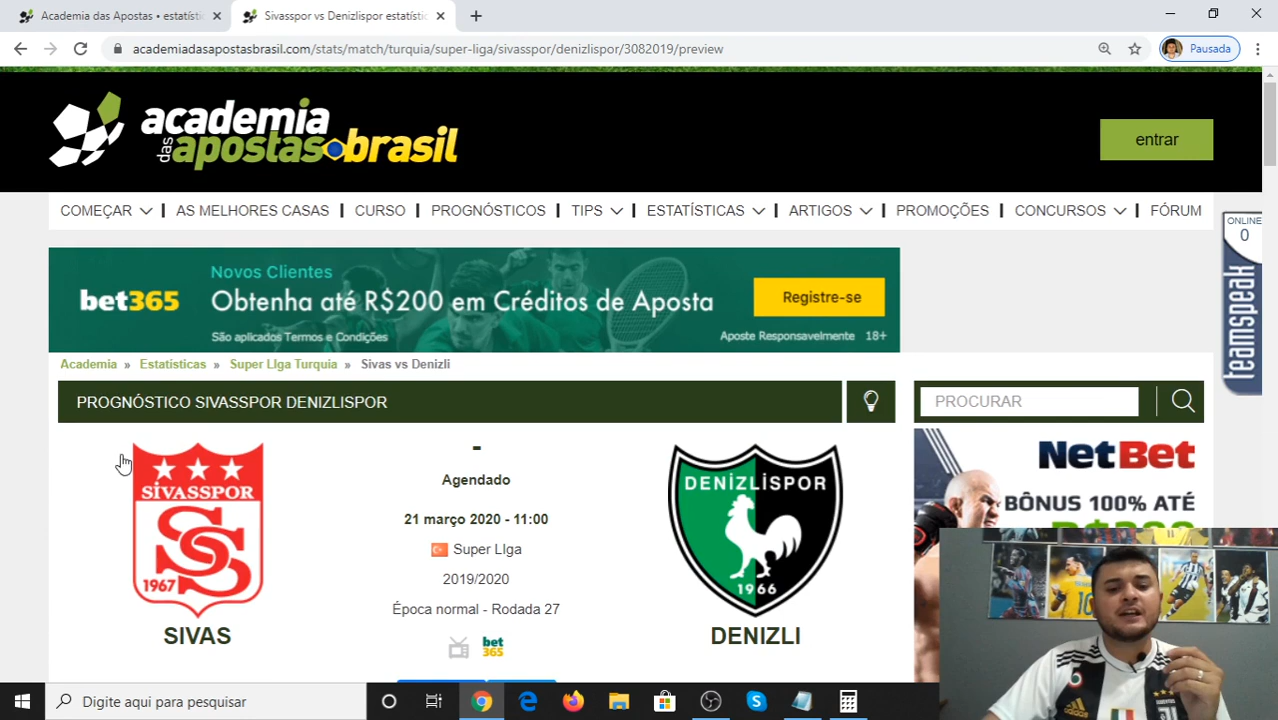 Academia das Apostas • estatísti
Sivasspor vs Denizlispor estatístic
academiadasapostasbrasil.com/stats/match/turquia/super-liga/sivasspor/denizlispor/3082019/preview
Pausada
academia
das apostas brasil
entrar
COMEÇAR
AS MELHORES CASAS
CURSO
PROGNÓSTICOS
TIPS
ESTATÍSTICAS
ARTIGOS
PROMOÇÕES
CONCURSOS
FÓRUM
ONLINE
0
teamspeak
bet365
Novos Clientes
Obtenha até R$200 em Créditos de Aposta
São aplicados Termos e Condições
Registre-se
Aposte Responsavelmente 18+
Academia » Estatísticas » Super LIga Turquia » Sivas vs Denizli
PROGNÓSTICO SIVASSPOR DENIZLISPOR
PROCURAR
SİVASSPOR
1967
SIVAS
-
Agendado
21 março 2020 - 11:00
Super LIga
2019/2020
Época normal - Rodada 27
bet
365
DENİZLİSPOR
1966
DENIZLI
NetBet
BÔNUS 100% ATÉ
Digite aqui para pesquisar